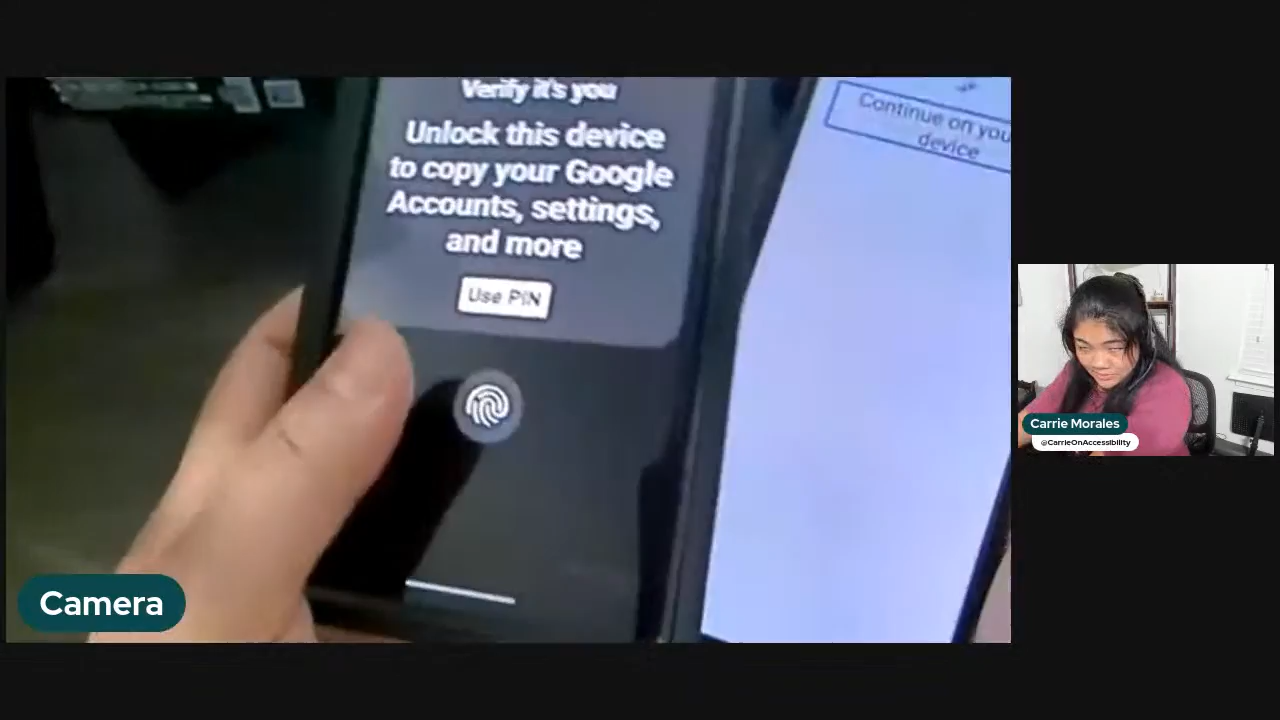 Verify it's you
Unlock this device
to copy your Google
Accounts, settings,
and more
Use PIN
Continue on you
device
Camera
Carrie Morales
@CarrieOnAccessibility